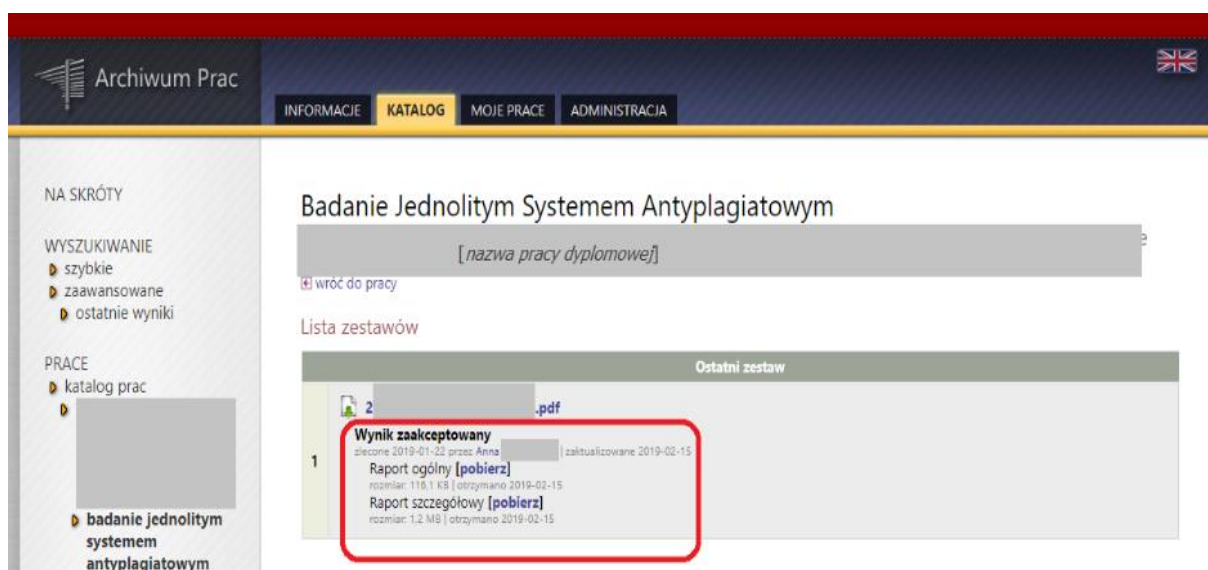 Archiwum Prac
INFORMACJE KATALOG MOJE PRACE ADMINISTRACJA
NA SKRÓTY
WYSZUKIWANIE
szybkie
zaawansowane
ostatnie wyniki
PRACE
katalog prac
badanie jednolitym
systemem
antyplagiatowym
Badanie Jednolitym Systemem Antyplagiatowym
[nazwa pracy dyplomowej]
wróć do pracy
Lista zestawów
Ostatni zestaw
1
2 .pdf
Wynik zaakceptowany
zlecone 2019-01-22 przez Anna | zaktualizowane 2019-02-15
Raport ogólny [pobierz]
rozmiar: 116,1 KB | otrzymano 2019-02-15
Raport szczegółowy [pobierz]
rozmiar: 1,2 MB | otrzymano 2019-02-15